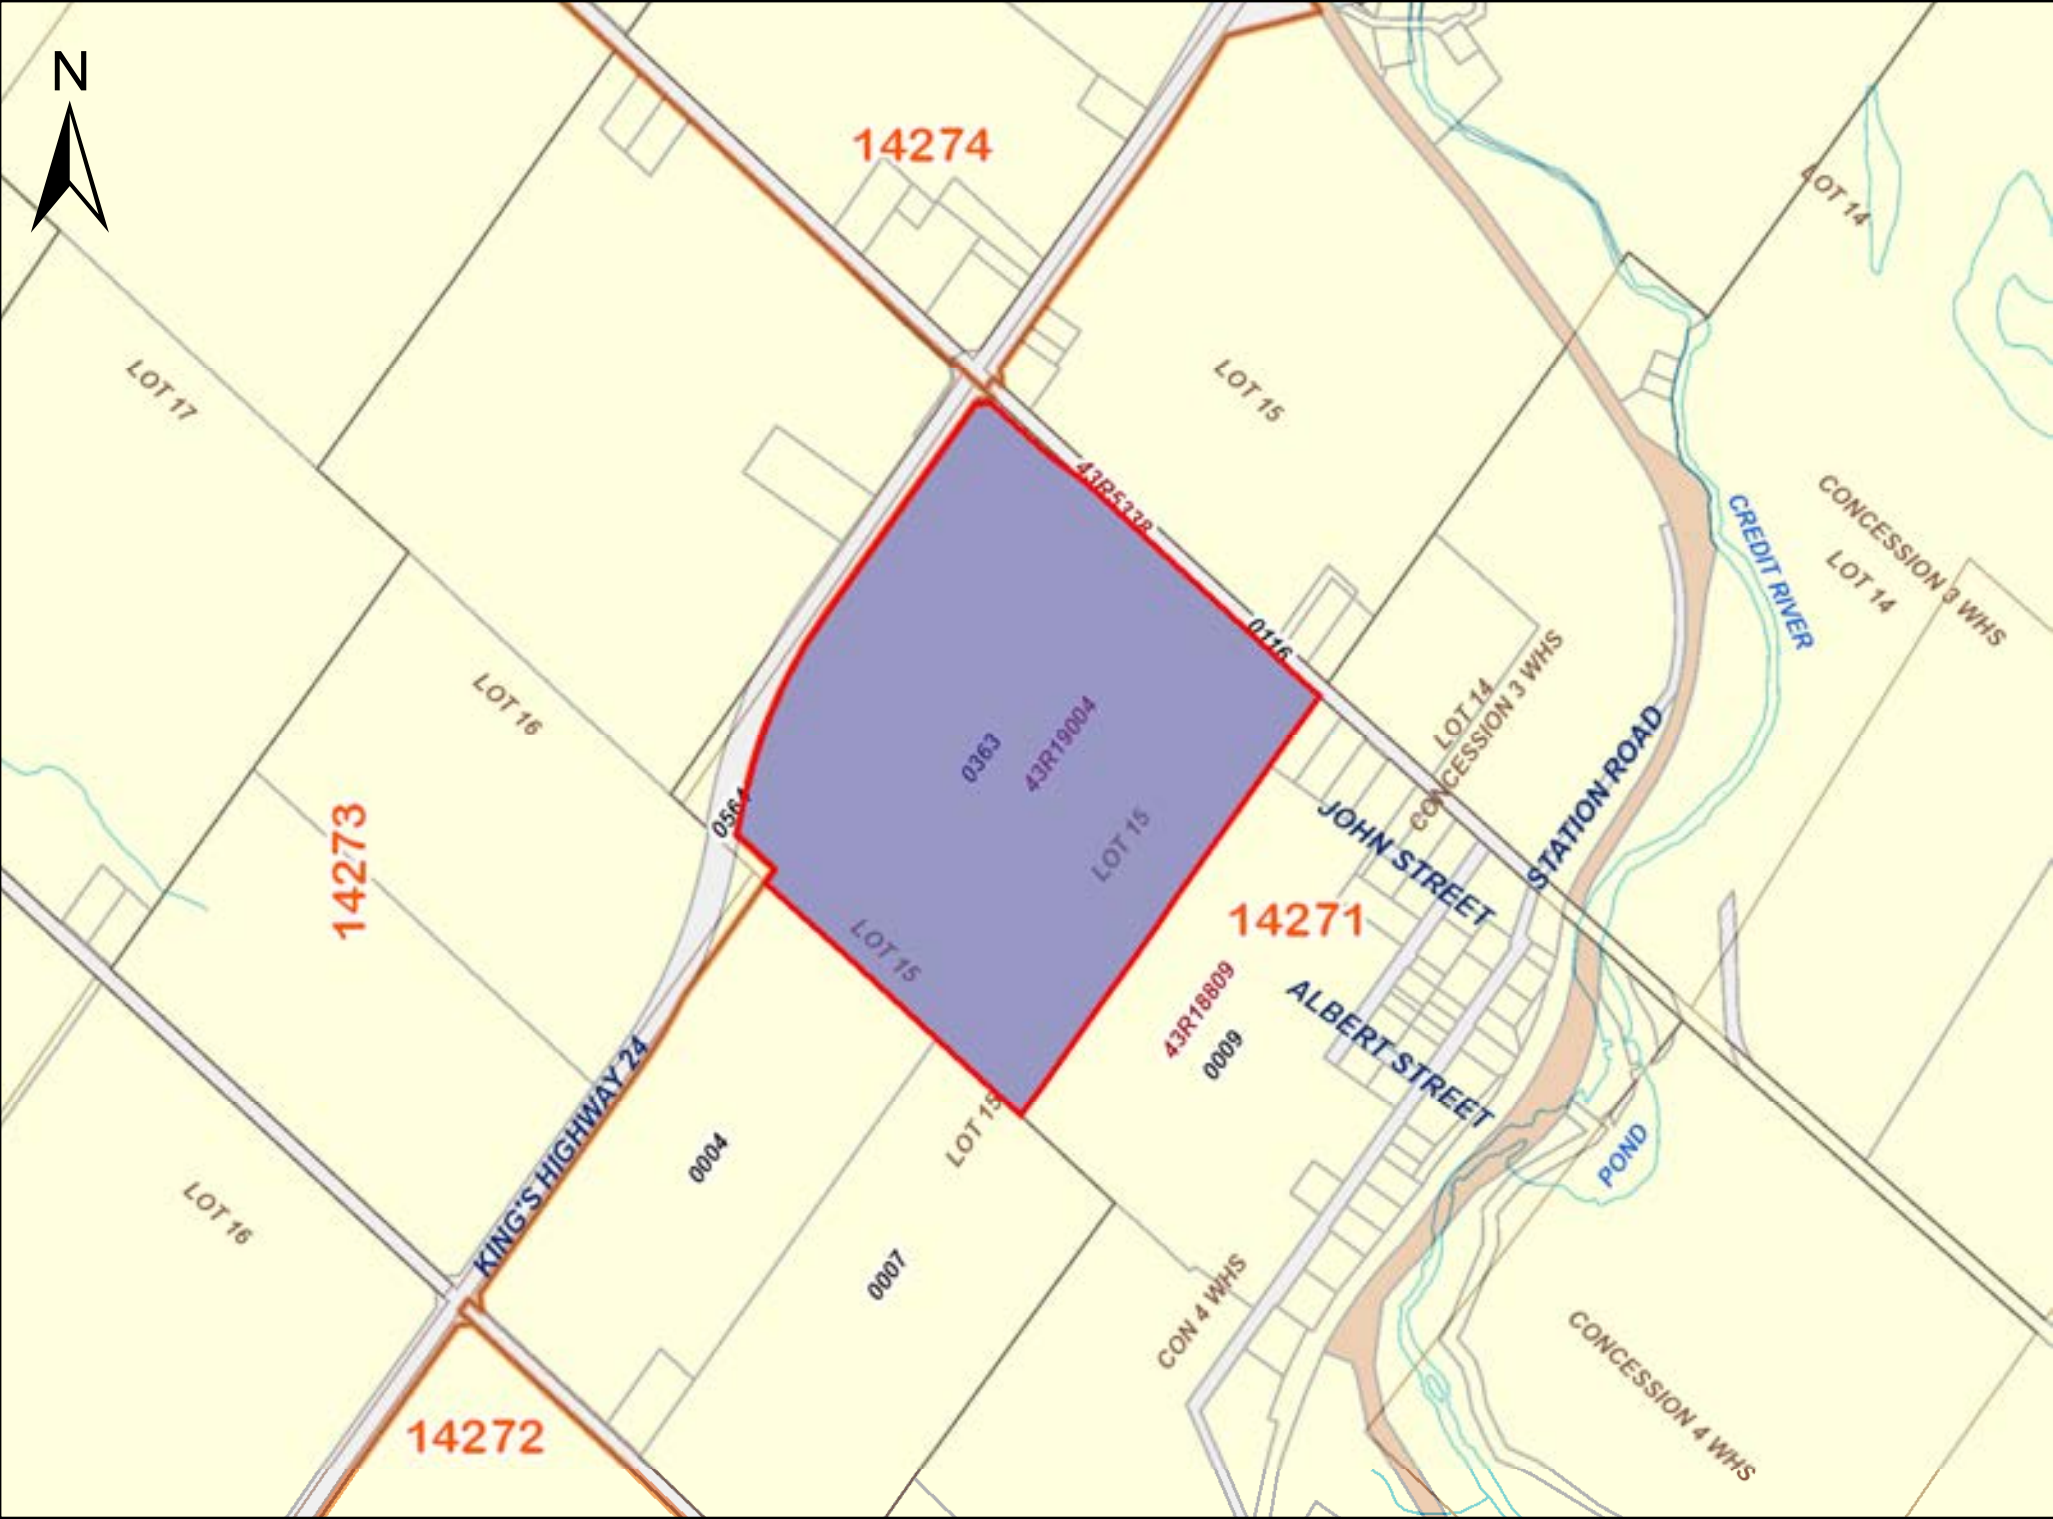 N
14274
LOT 14
LOT 17
LOT 15
43R5338
CREDIT RIVER
CONCESSION 3 WHS
LOT 14
0116
LOT 16
LOT 14
CONCESSION 3 WHS
STATION ROAD
0363
43R19004
0564
JOHN STREET
14273
LOT 15
LOT 15
14271
43R18809
0009
ALBERT STREET
KING'S HIGHWAY 24
LOT 15
0004
POND
LOT 16
0007
CON 4 WHS
CONCESSION 4 WHS
14272